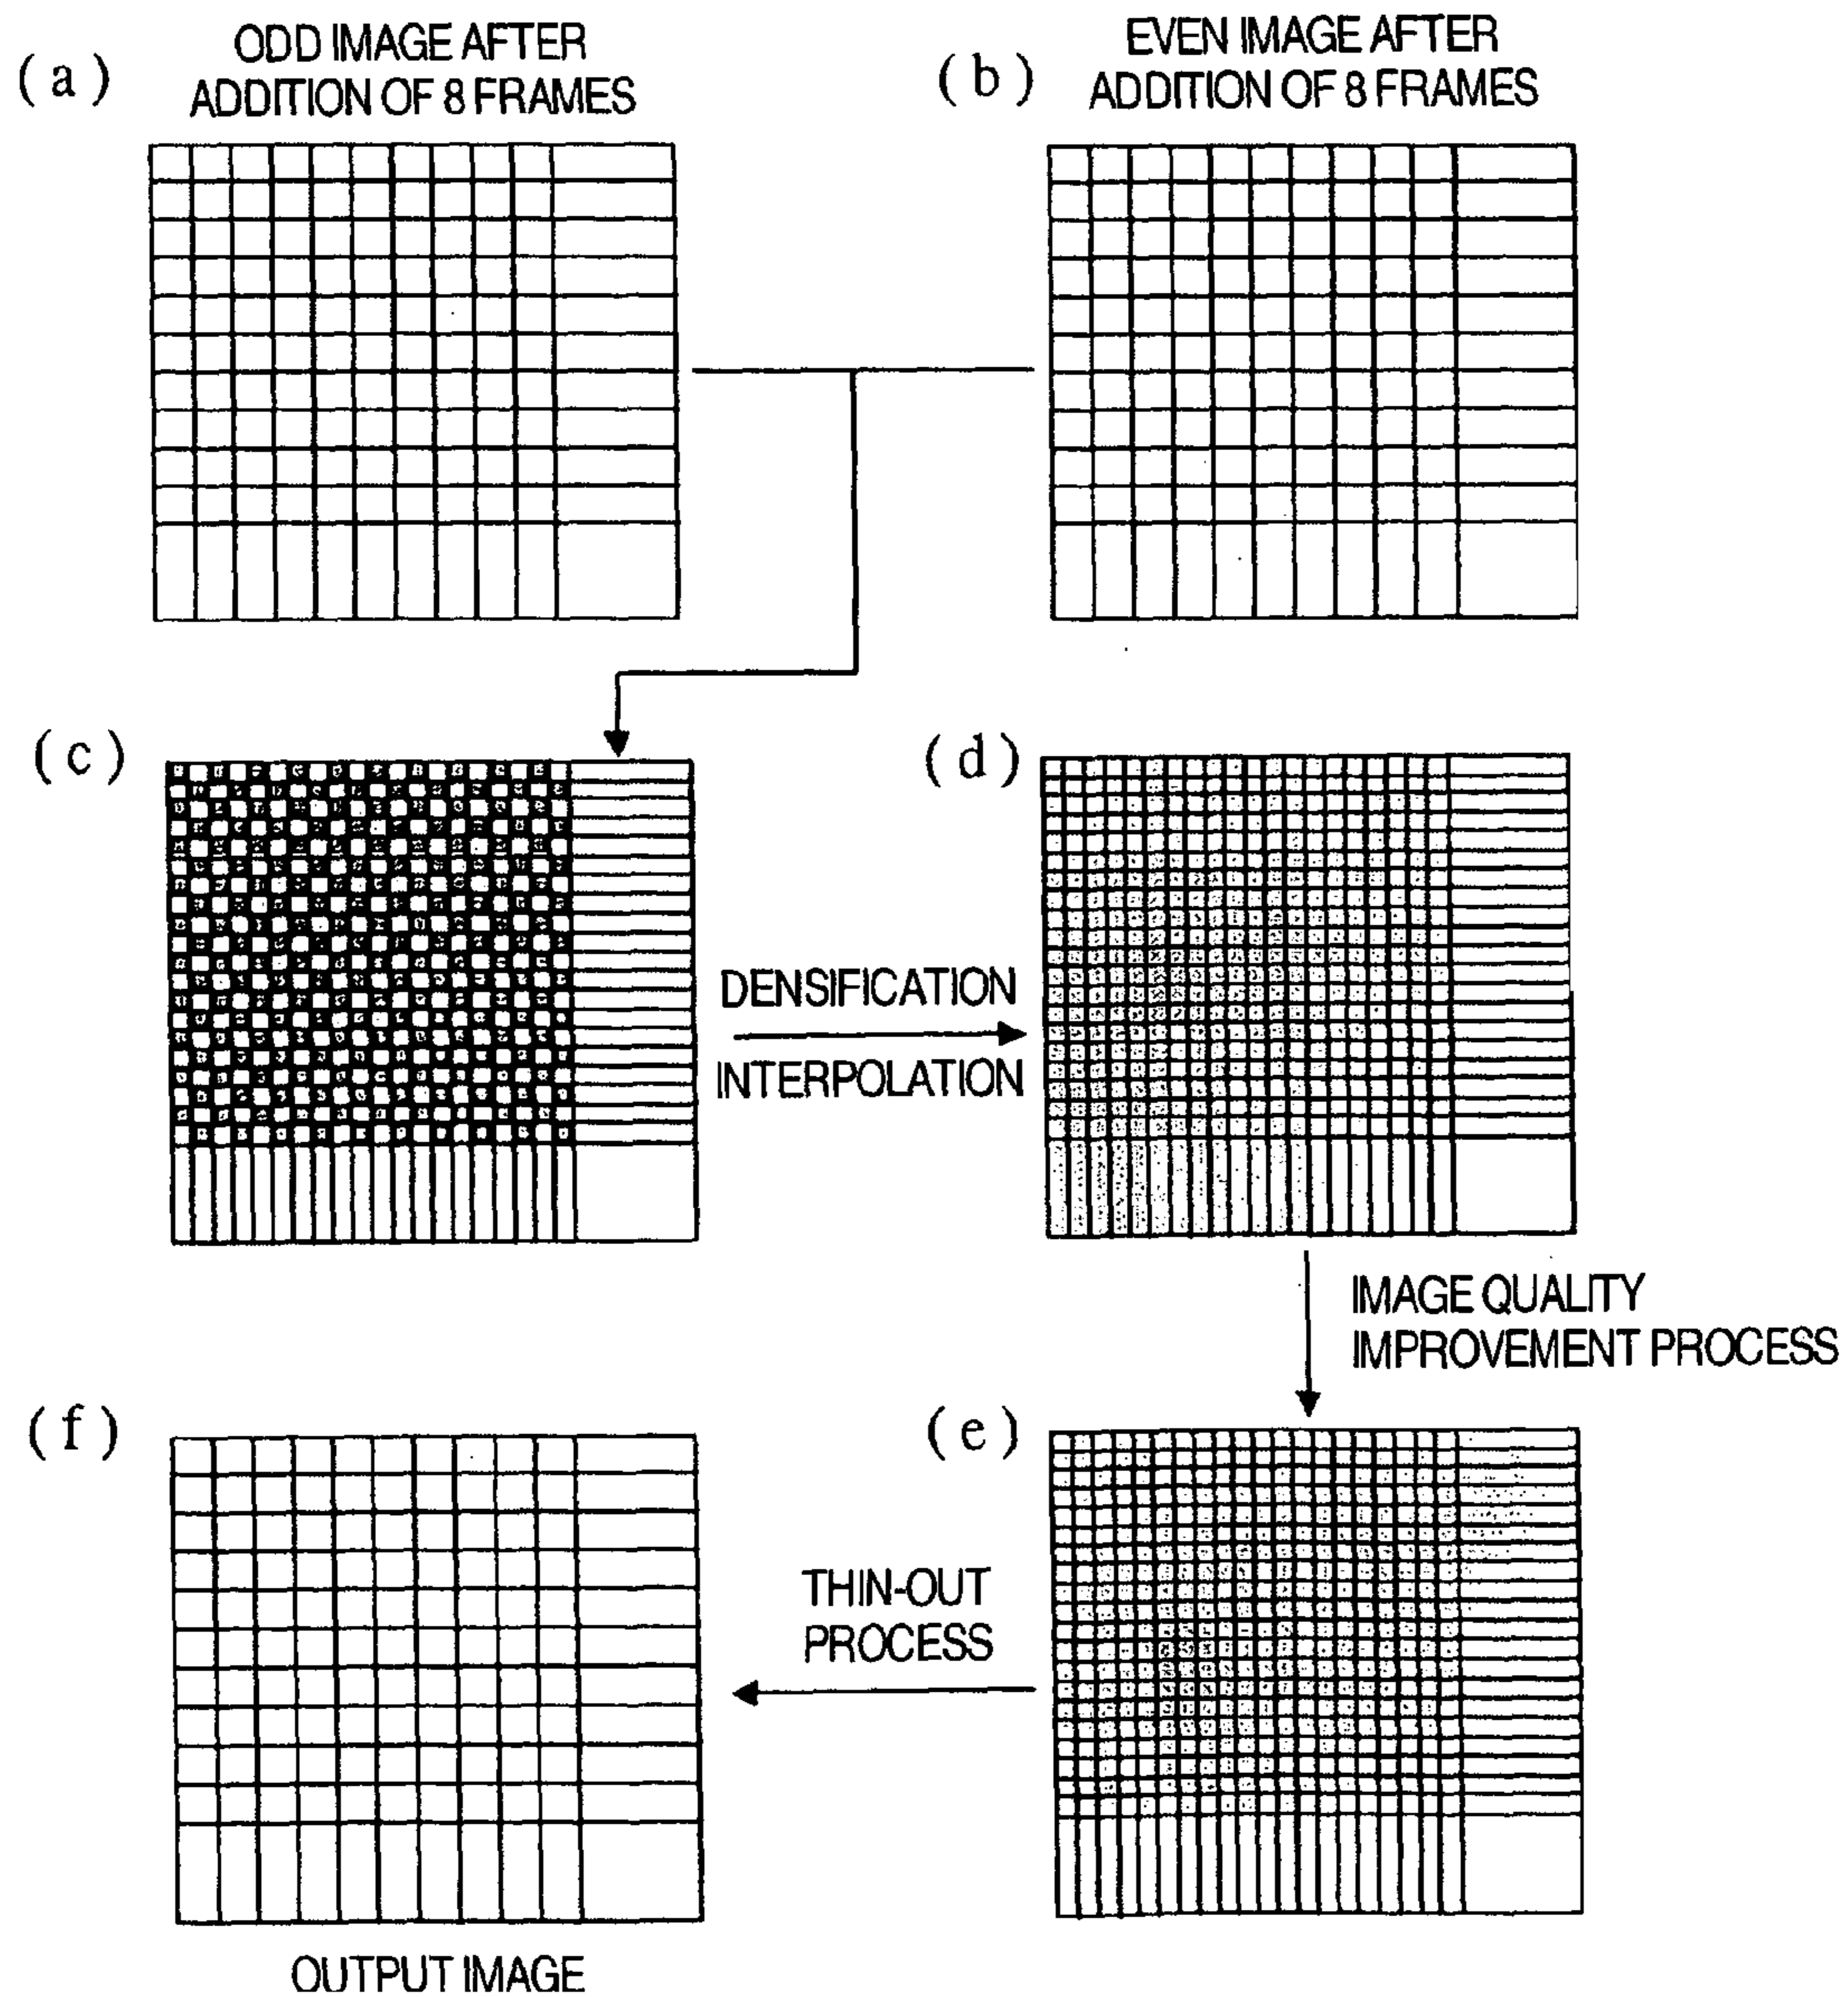 (a)
ODD IMAGE AFTER
ADDITION OF 8 FRAMES
(b)
EVEN IMAGE AFTER
ADDITION OF 8 FRAMES
(c)
(d)
DENSIFICATION
INTERPOLATION
IMAGE QUALITY
IMPROVEMENT PROCESS
(f)
(e)
THIN-OUT
PROCESS
OUTPUT IMAGE